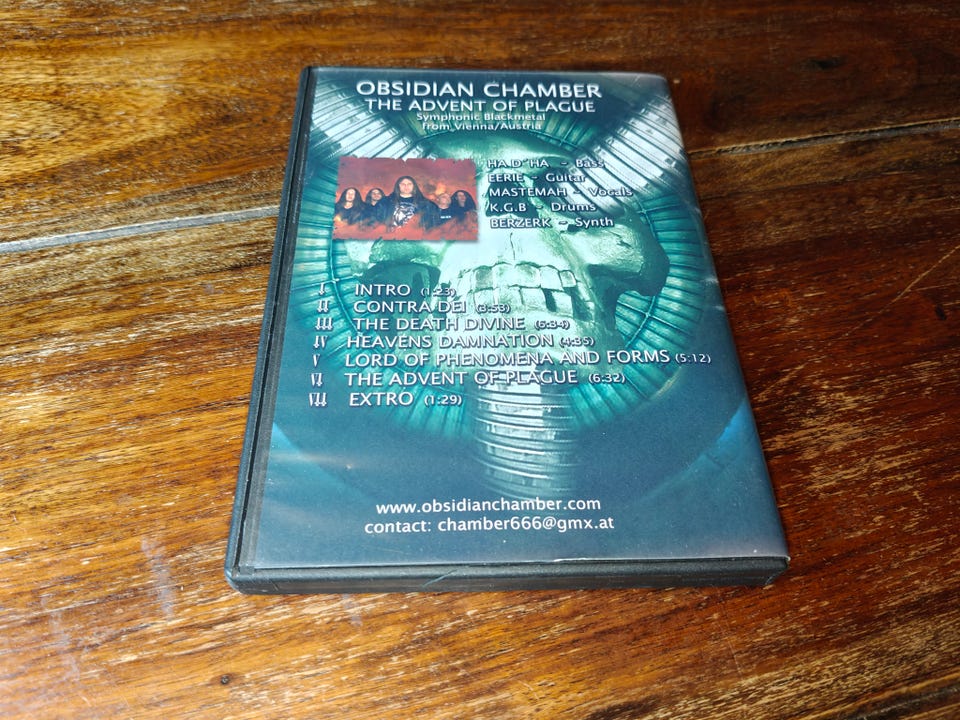 OBSIDIAN CHAMBER
THE ADVENT OF PLAGUE
Symphonic Blackmetal
from Vienna/Austria
HA D"HA - Bass
EERIE - Guitar
MASTEMAH - Vocals
K.G.B - Drums
BERZERK - Synth
I INTRO (1:23)
II CONTRA DEI (3:53)
III THE DEATH DIVINE (6:34)
IV HEAVENS DAMNATION (4:35)
V LORD OF PHENOMENA AND FORMS (5:12)
VI THE ADVENT OF PLAGUE (6:32)
VII EXTRO (1:29)
www.obsidianchamber.com
contact: chamber666@gmx.at